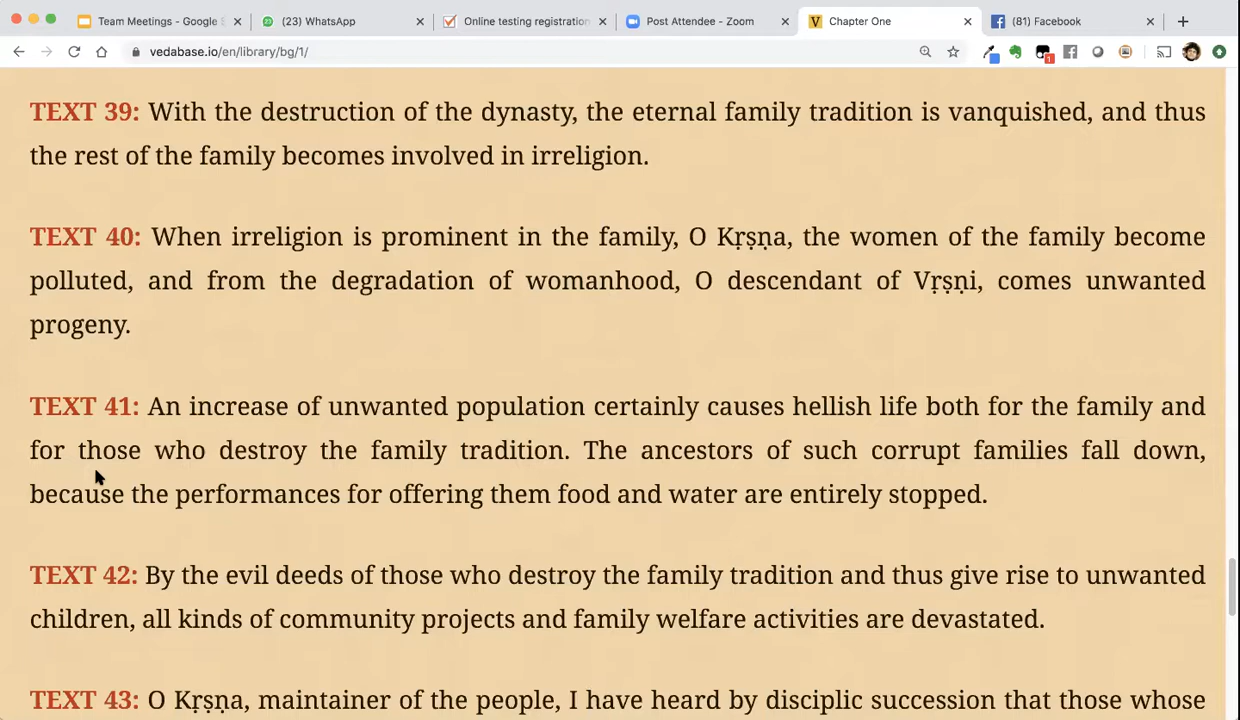 Team Meetings - Google S
(23) WhatsApp
Online testing registration
Post Attendee - Zoom
Chapter One
(81) Facebook
vedabase.io/en/library/bg/1/
TEXT 39: With the destruction of the dynasty, the eternal family tradition is vanquished, and thus
the rest of the family becomes involved in irreligion.
TEXT 40: When irreligion is prominent in the family, O Kṛṣṇa, the women of the family become
polluted, and from the degradation of womanhood, O descendant of Vṛṣṇi, comes unwanted
progeny.
TEXT 41: An increase of unwanted population certainly causes hellish life both for the family and
for those who destroy the family tradition. The ancestors of such corrupt families fall down,
because the performances for offering them food and water are entirely stopped.
TEXT 42: By the evil deeds of those who destroy the family tradition and thus give rise to unwanted
children, all kinds of community projects and family welfare activities are devastated.
TEXT 43: O Kṛṣṇa, maintainer of the people, I have heard by disciplic succession that those whose